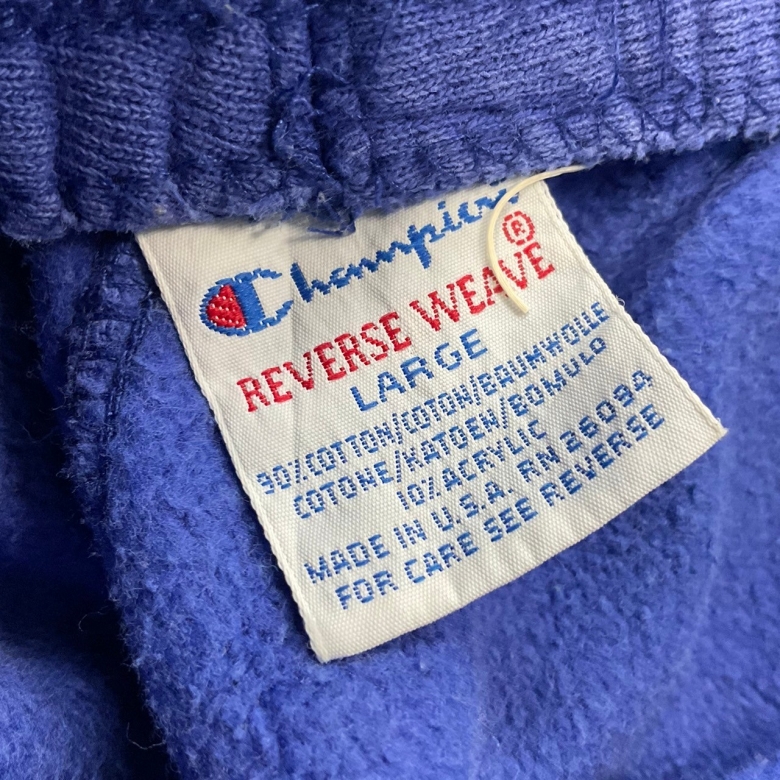 Champion
REVERSE WEAVE®
LARGE
90%COTTON/COTON/BAUMWOLLE
COTONE/KATOEN/BOMULD
10%ACRYLIC
MADE IN U.S.A. RN 26094
FOR CARE SEE REVERSE